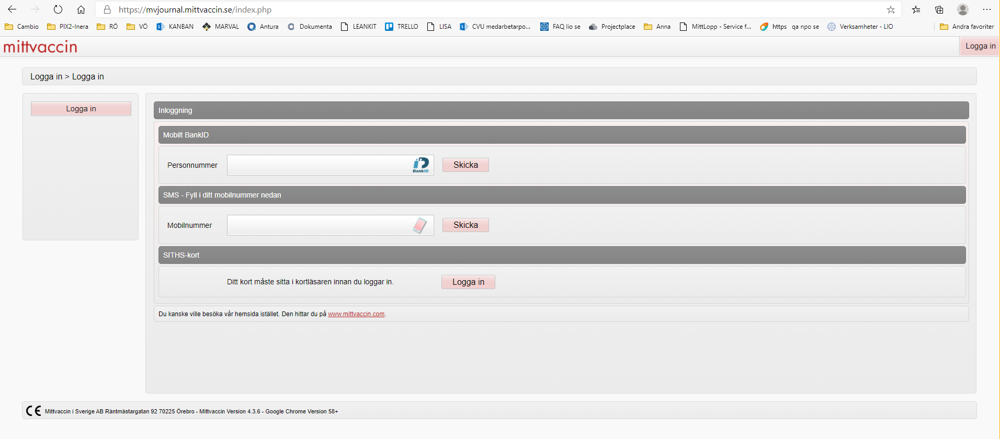 https://mvjournal.mittvaccin.se/index.php
Cambio PIX2-Inera RÖ VÖ KANBAN MARVAL Antura Dokumenta LEANKIT TRELLO LISA CVU medarbetarpo... FAQ lio se Projectplace Anna MittLopp - Service f... https qa npo se Verksamheter - LIO Andra favoriter
mittvaccin Logga in
Logga in > Logga in
Logga in
Inloggning
Mobilt BankID
Personnummer BankID Skicka
SMS - Fyll i ditt mobilnummer nedan
Mobilnummer Skicka
SITHS-kort
Ditt kort måste sitta i kortläsaren innan du loggar in. Logga in
Du kanske ville besöka vår hemsida istället. Den hittar du på www.mittvaccin.com.
CE Mittvaccin i Sverige AB Räntmästargatan 92 70225 Örebro - Mittvaccin Version 4.3.6 - Google Chrome Version 58+